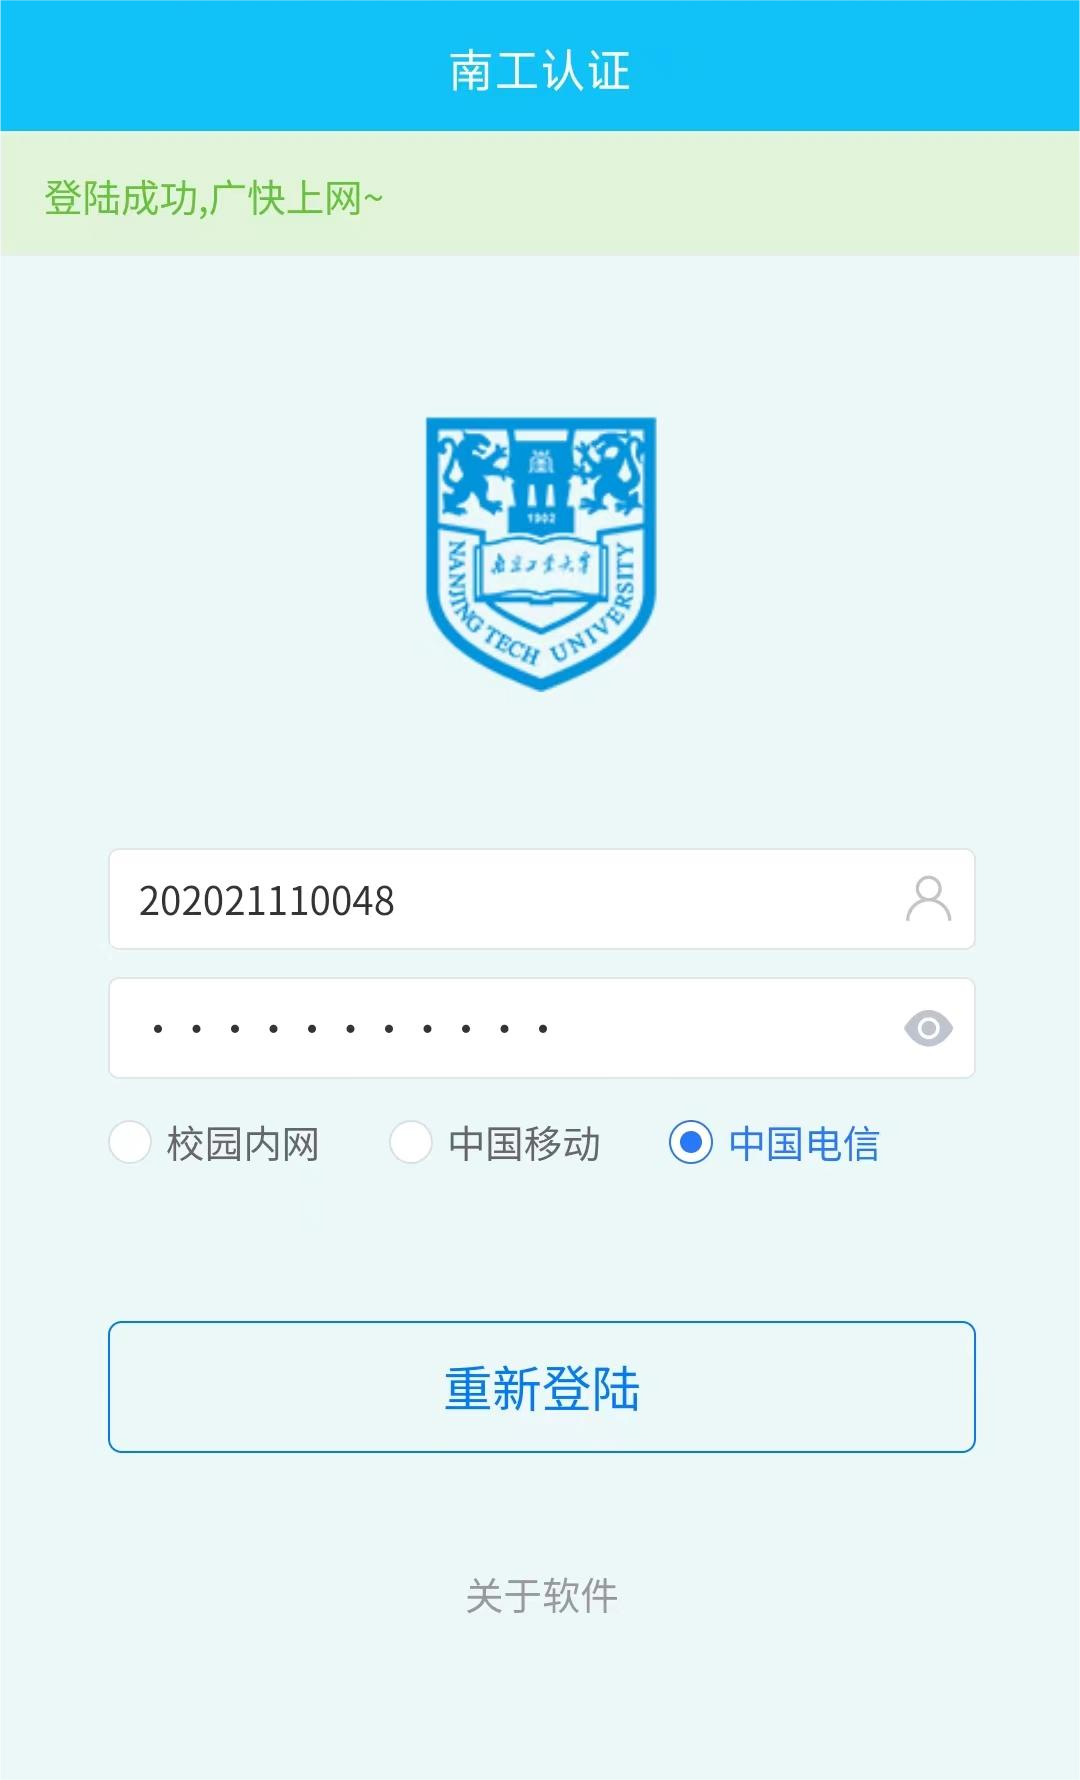 南工认证
登陆成功,广快上网~
1902
南京工业大学
NANJING TECH UNIVERSITY
202021110048
校园内网 中国移动 中国电信
重新登陆
关于软件